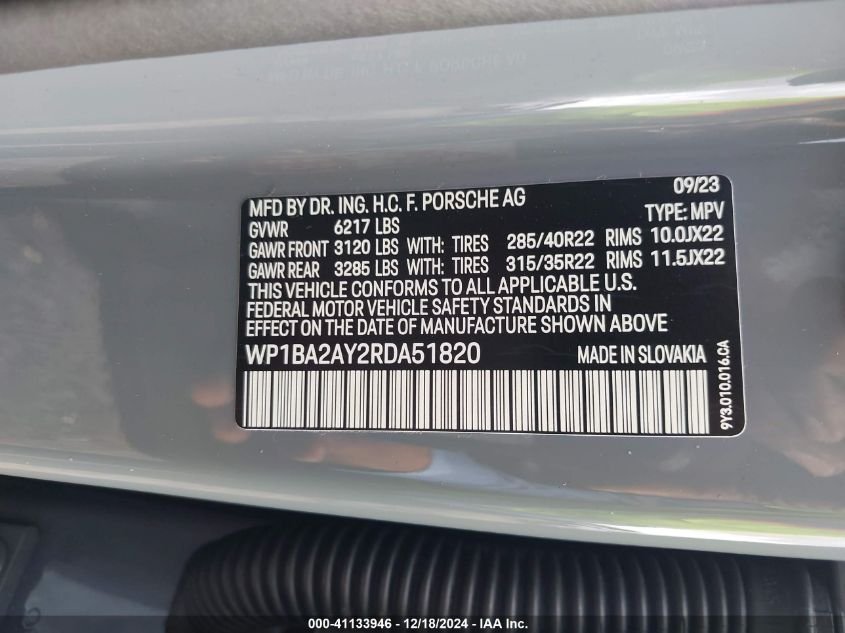 MFD BY DR. ING. H.C. F. PORSCHE AG 09/23
GVWR 6217 LBS TYPE: MPV
GAWR FRONT 3120 LBS WITH: TIRES 285/40R22 RIMS 10.0JX22
GAWR REAR 3285 LBS WITH: TIRES 315/35R22 RIMS 11.5JX22
THIS VEHICLE CONFORMS TO ALL APPLICABLE U.S.
FEDERAL MOTOR VEHICLE SAFETY STANDARDS IN
EFFECT ON THE DATE OF MANUFACTURE SHOWN ABOVE
WP1BA2AY2RDA51820 MADE IN SLOVAKIA
9Y3.010.016.CA
000-41133946 - 12/18/2024 - IAA Inc.